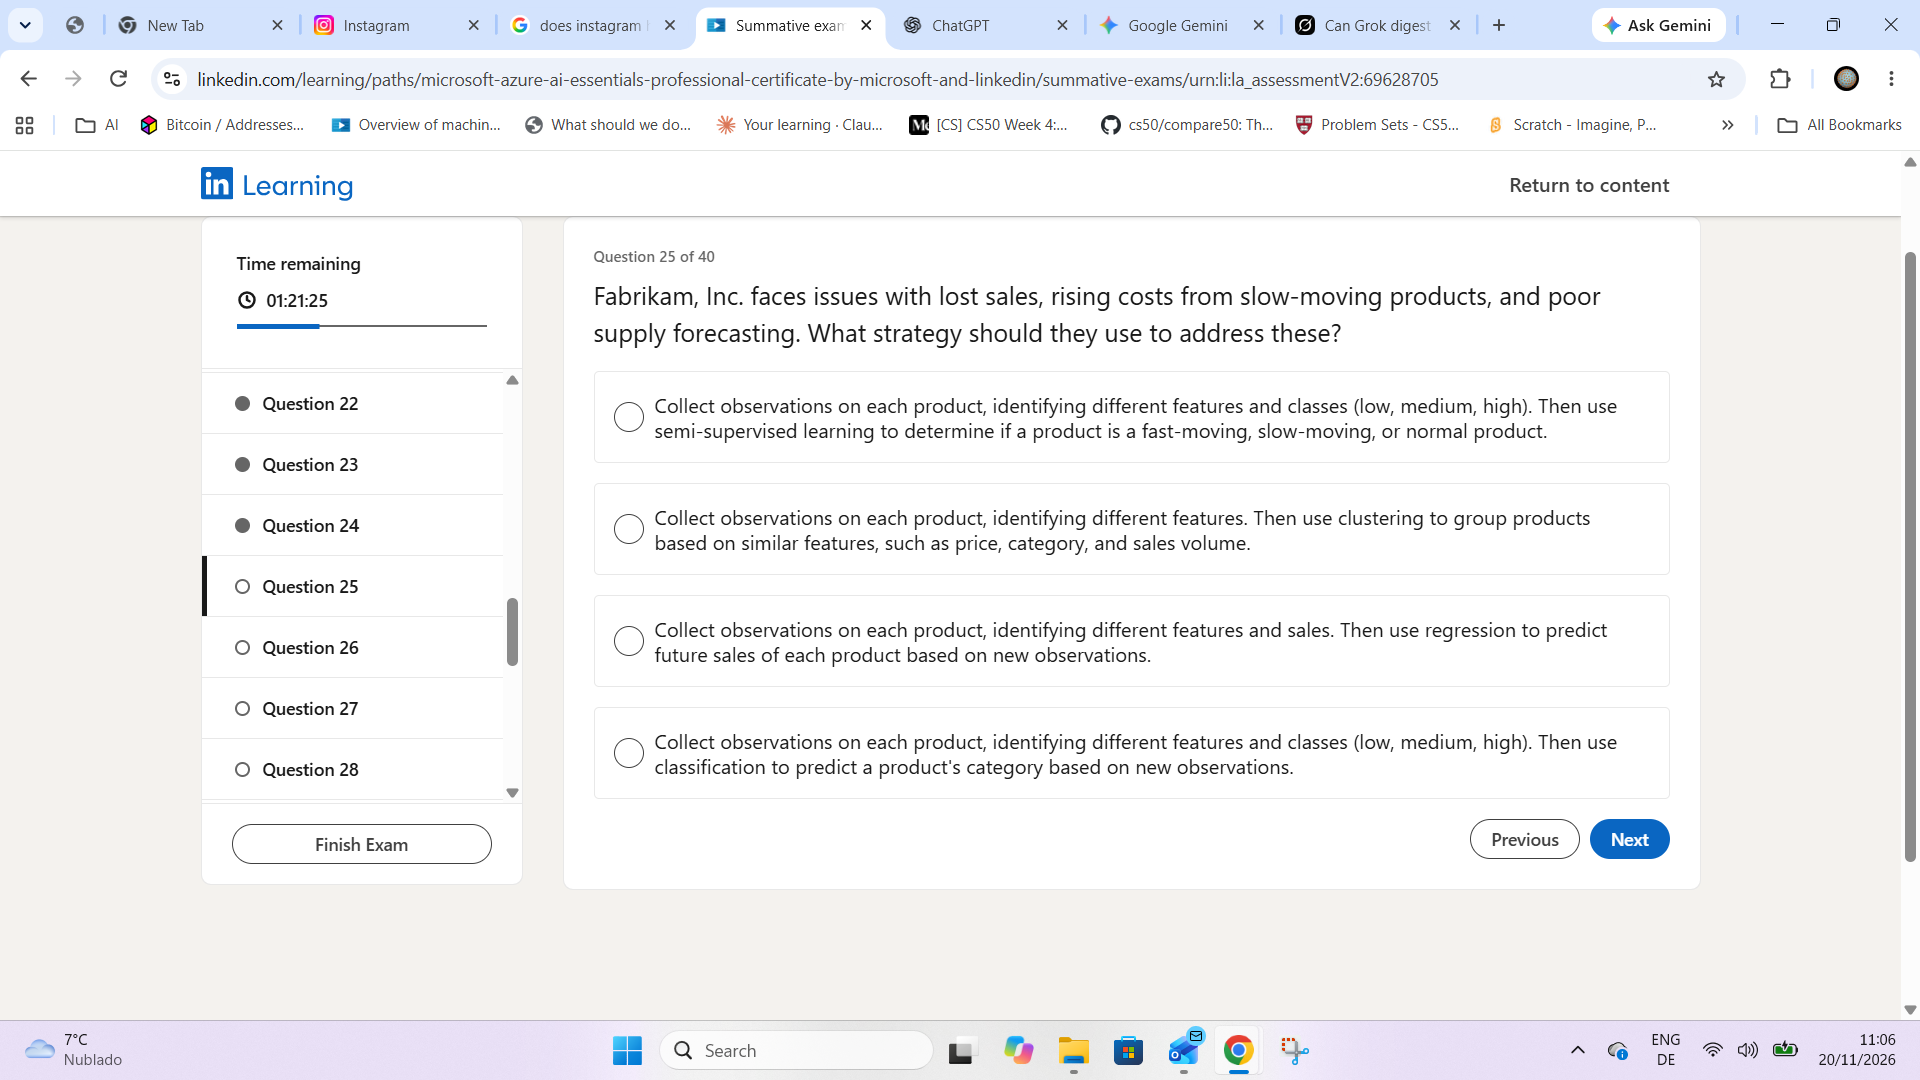 New Tab
Instagram
does instagram
Summative exam
ChatGPT
Google Gemini
Can Grok digest
Ask Gemini
linkedin.com/learning/paths/microsoft-azure-ai-essentials-professional-certificate-by-microsoft-and-linkedin/summative-exams/urn:li:la_assessmentV2:69628705
AI
Bitcoin / Addresses...
Overview of machin...
What should we do...
Your learning · Clau...
[CS] CS50 Week 4:...
cs50/compare50: Th...
Problem Sets - CS5...
Scratch - Imagine, P...
All Bookmarks
in Learning
Return to content
Time remaining
01:21:25
Question 22
Question 23
Question 24
Question 25
Question 26
Question 27
Question 28
Finish Exam
Question 25 of 40
Fabrikam, Inc. faces issues with lost sales, rising costs from slow-moving products, and poor
supply forecasting. What strategy should they use to address these?
Collect observations on each product, identifying different features and classes (low, medium, high). Then use
semi-supervised learning to determine if a product is a fast-moving, slow-moving, or normal product.
Collect observations on each product, identifying different features. Then use clustering to group products
based on similar features, such as price, category, and sales volume.
Collect observations on each product, identifying different features and sales. Then use regression to predict
future sales of each product based on new observations.
Collect observations on each product, identifying different features and classes (low, medium, high). Then use
classification to predict a product's category based on new observations.
Previous
Next
7°C
Nublado
Search
ENG
DE
11:06
20/11/2026